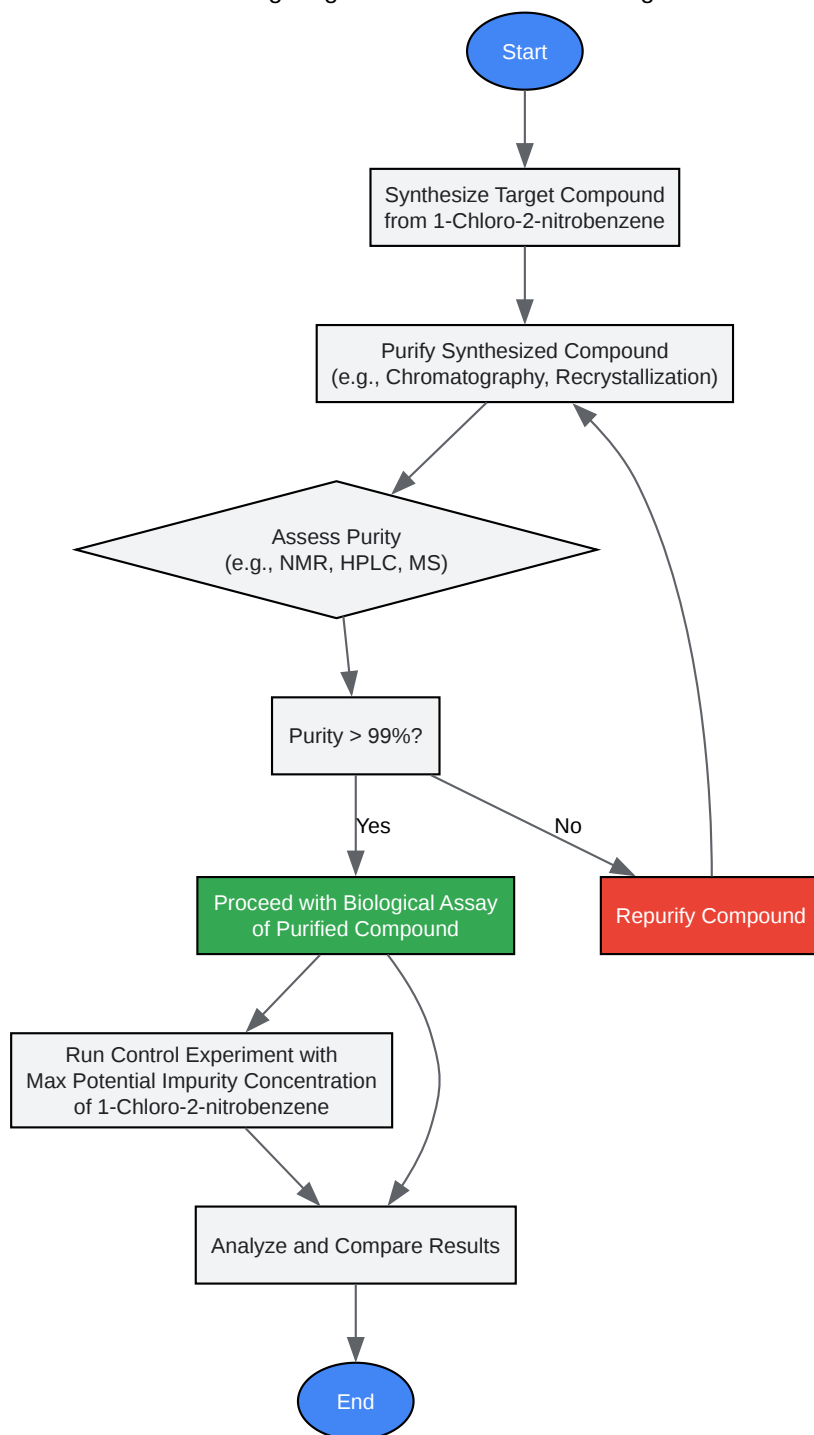 Start
Synthesize Target Compound
from 1-Chloro-2-nitrobenzene
Purify Synthesized Compound
(e.g., Chromatography, Recrystallization)
Assess Purity
(e.g., NMR, HPLC, MS)
Purity > 99%?
Yes
No
Proceed with Biological Assay
of Purified Compound
Repurify Compound
Run Control Experiment with
Max Potential Impurity Concentration
of 1-Chloro-2-nitrobenzene
Analyze and Compare Results
End